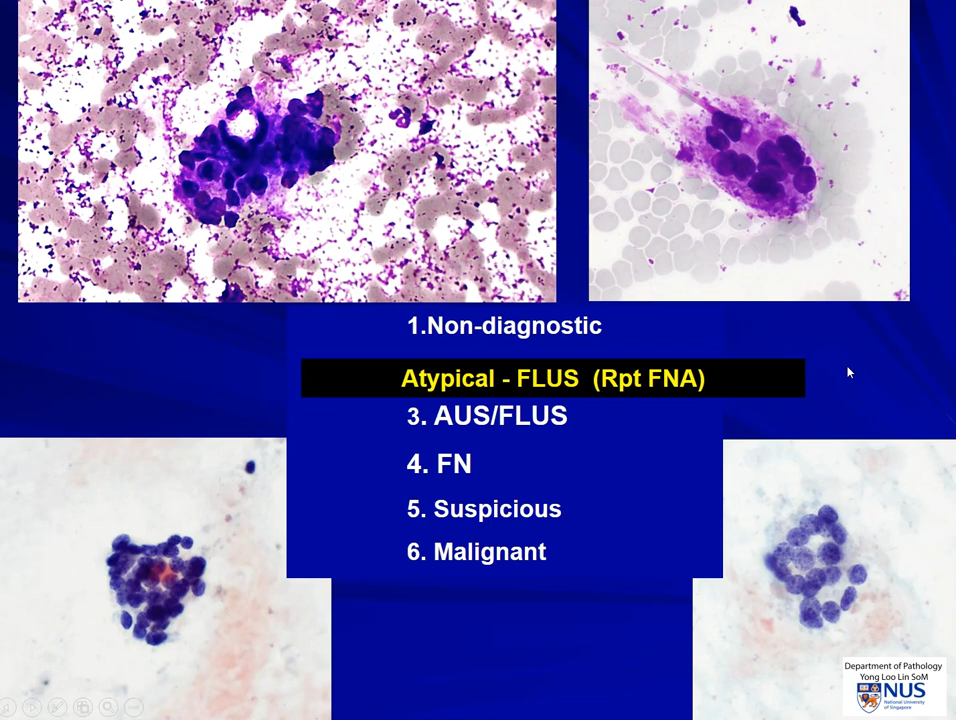 1.Non-diagnostic
Atypical - FLUS (Rpt FNA)
3. AUS/FLUS
4. FN
5. Suspicious
6. Malignant
Department of Pathology
Yong Loo Lin SoM
NUS
National University
of Singapore